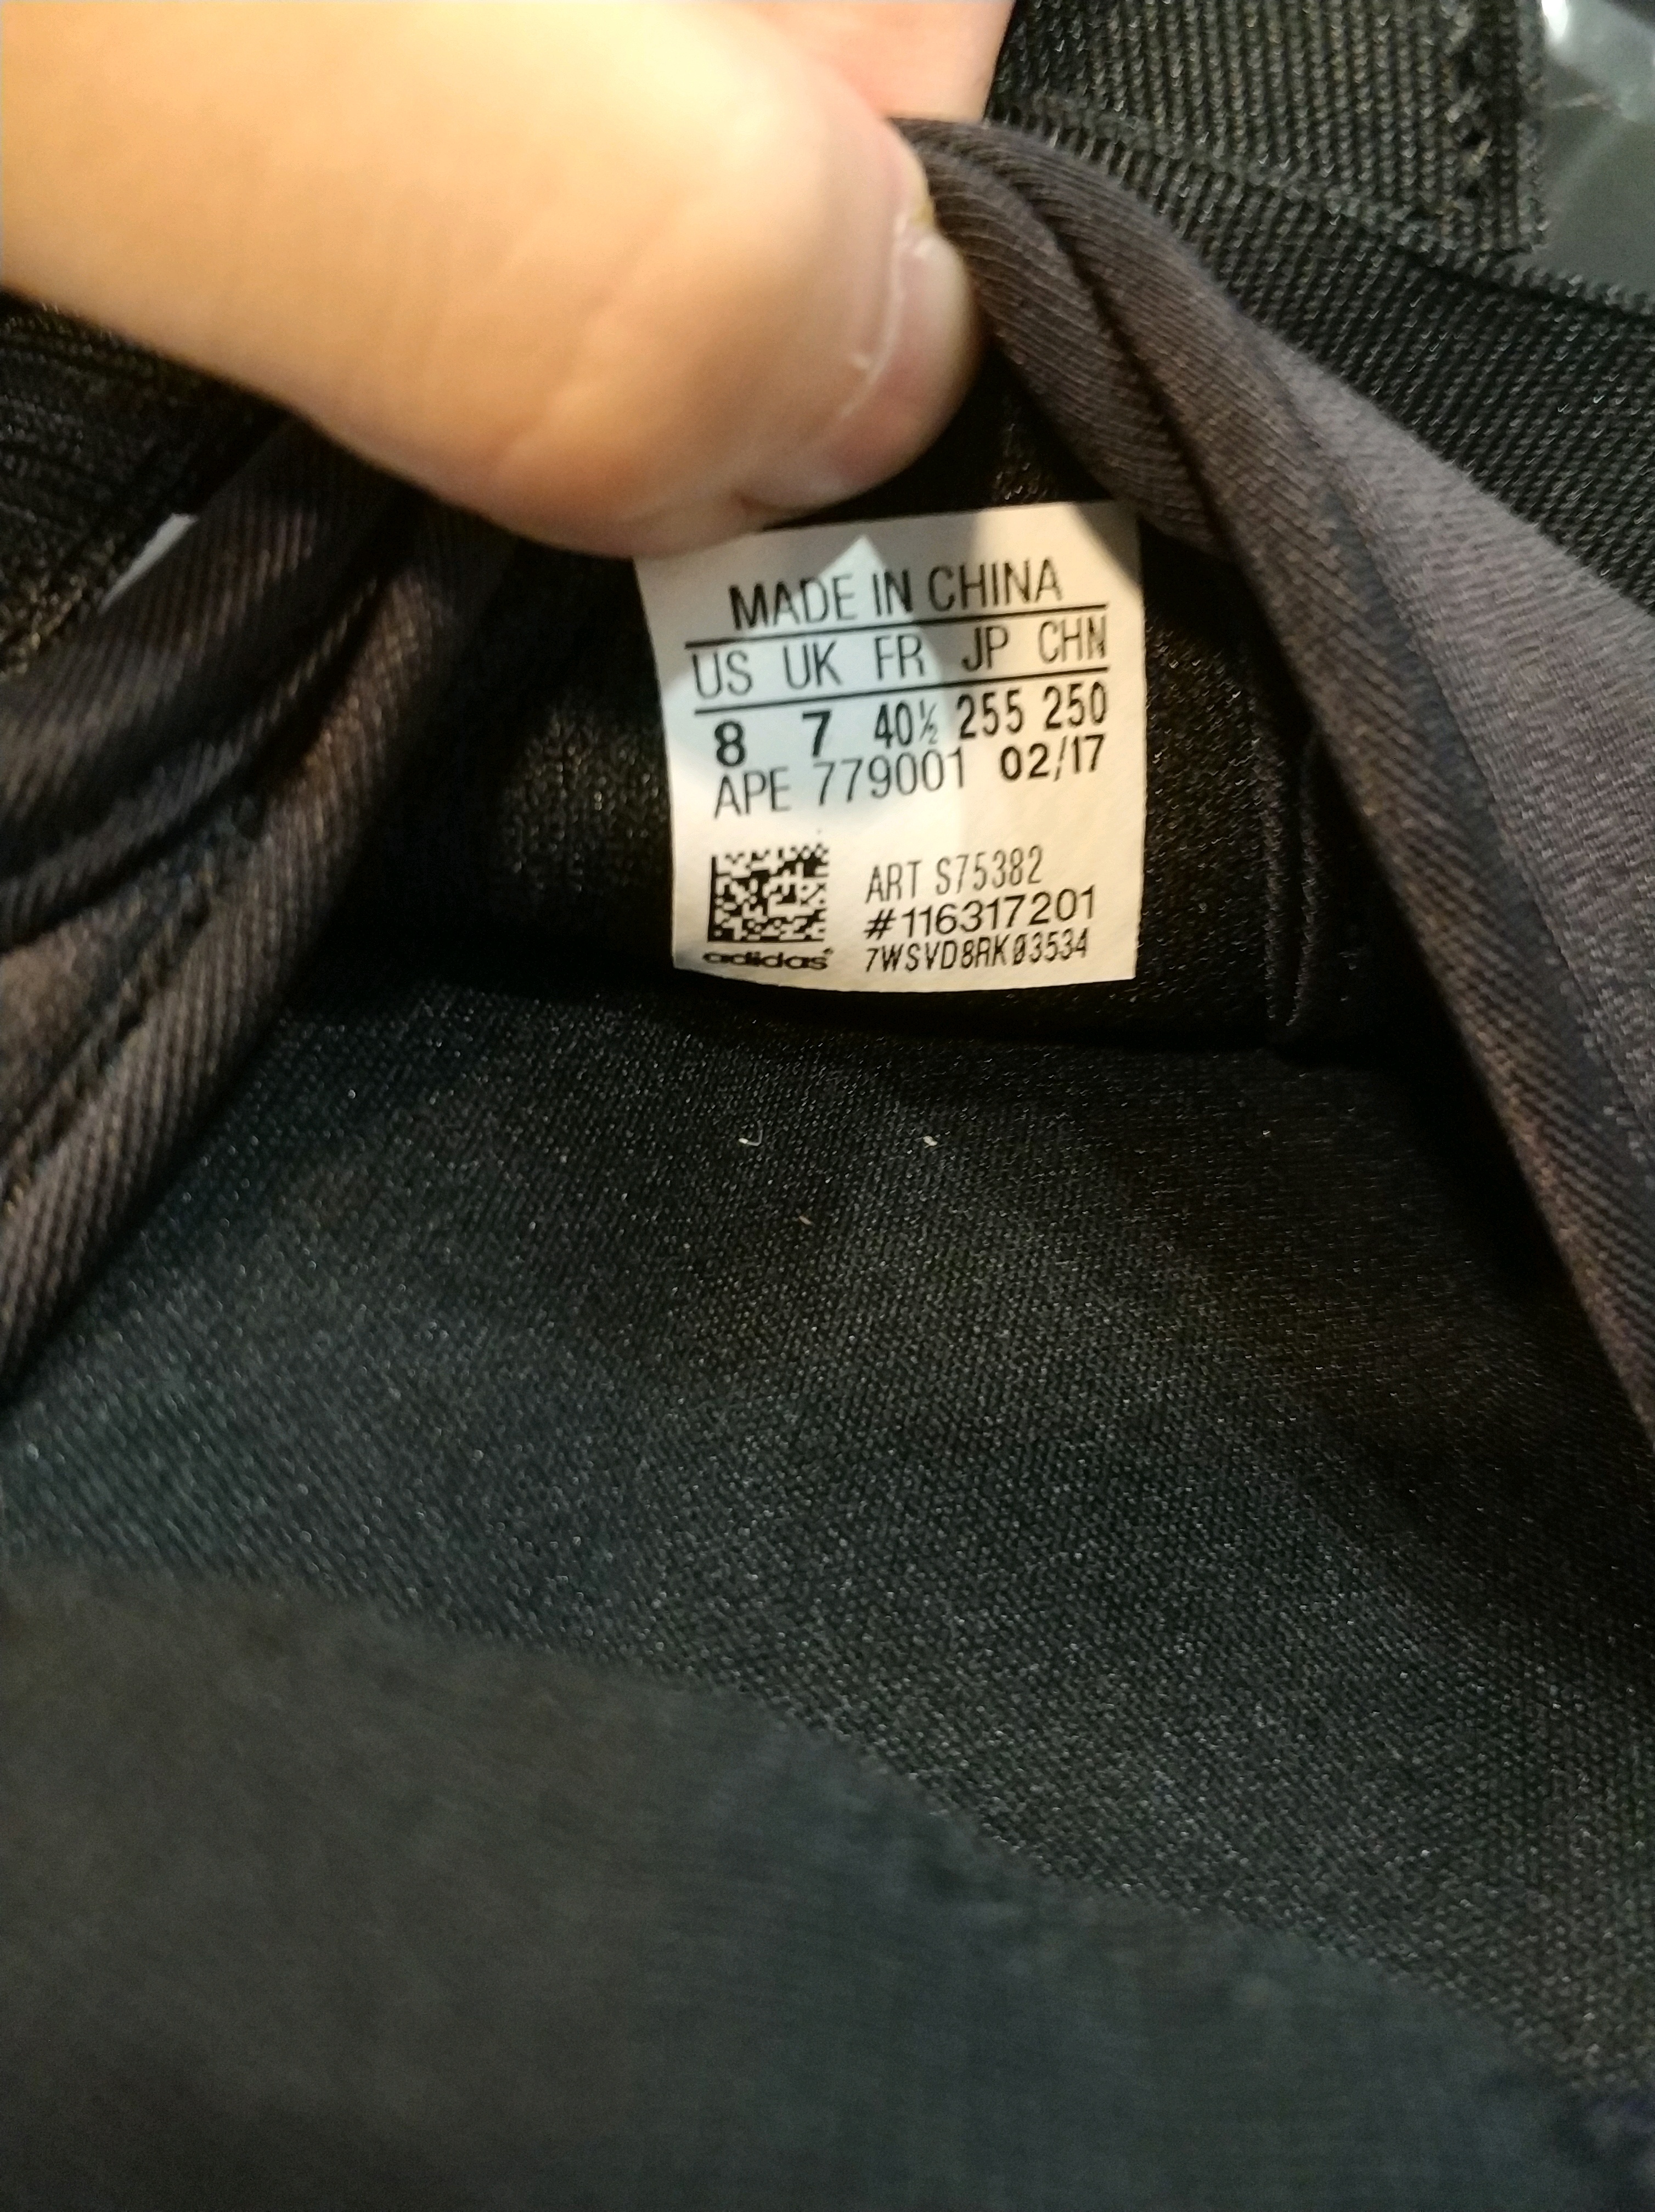 MADE IN CHINA
US UK FR JP CHN
8 7 40½ 255 250
APE 779001 02/17
ART S75382
#116317201
7WSVD8RK03534
adidas